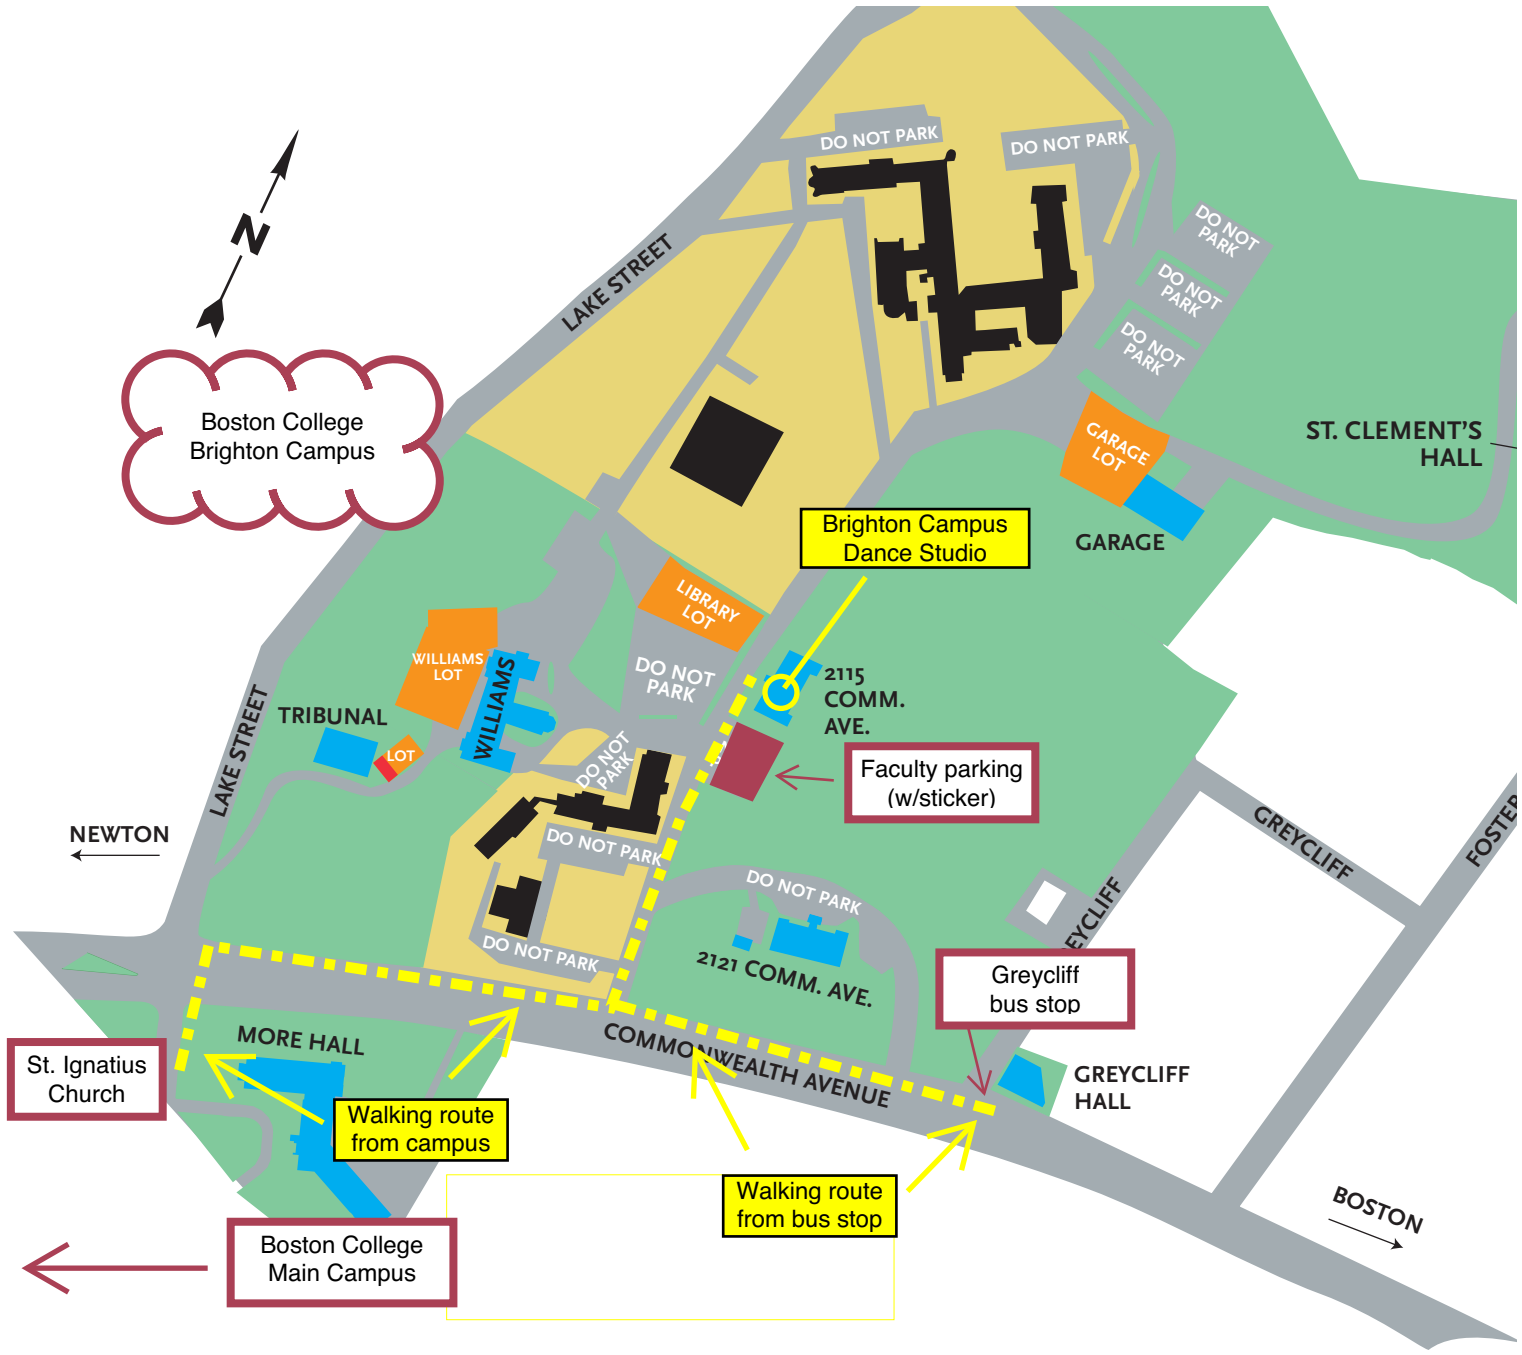 DO NOT PARK
DO NOT PARK
DO NOT
PARK
DO NOT
PARK
DO NOT
PARK
N
LAKE STREET
Boston College
Brighton Campus
GARAGE
LOT
ST. CLEMENT'S
HALL
GARAGE
Brighton Campus
Dance Studio
LIBRARY
LOT
WILLIAMS
LOT
WILLIAMS
DO NOT
PARK
2115
COMM.
AVE.
TRIBUNAL
LOT
LAKE STREET
DO NOT
PARK
Faculty parking
(w/sticker)
NEWTON
DO NOT PARK
GREYCLIFF
FOSTER
DO NOT PARK
EYCLIFF
DO NOT PARK
2121 COMM. AVE.
Greycliff
bus stop
MORE HALL
COMMONWEALTH AVENUE
St. Ignatius
Church
GREYCLIFF
HALL
Walking route
from campus
Walking route
from bus stop
BOSTON
Boston College
Main Campus